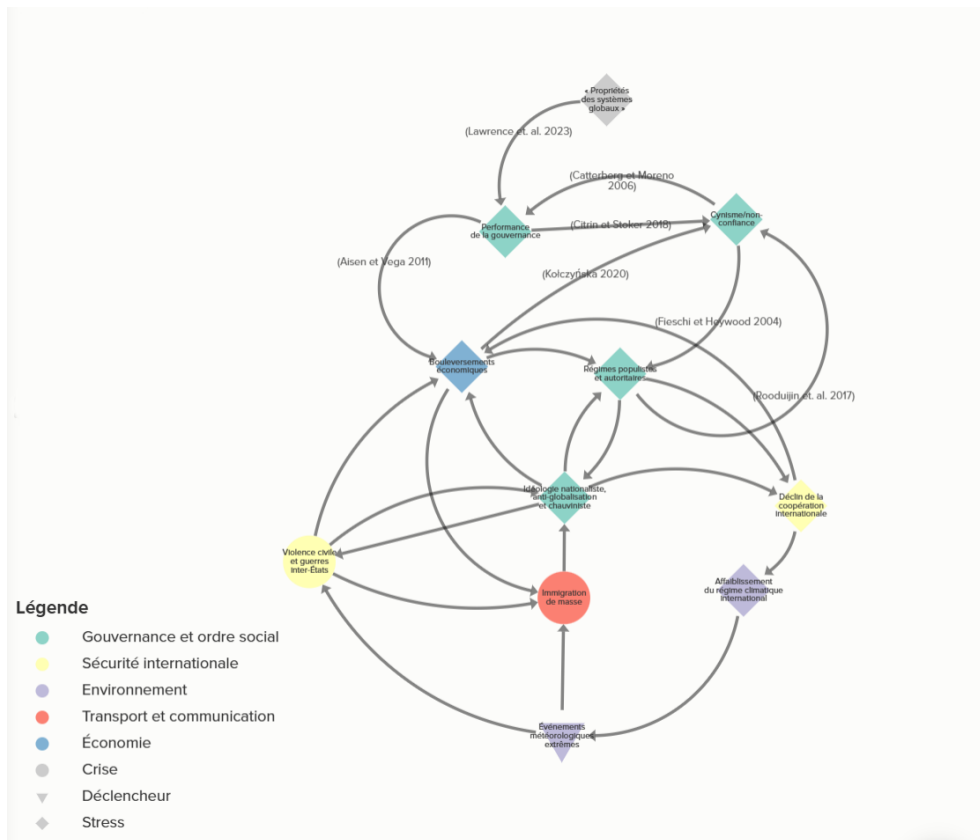 « Propriétés
des systèmes
globaux »
(Lawrence et. al. 2023)
(Catterberg et Moreno
2006)
Cynisme/non-
confiance
Performance
de la gouvernance
(Citrin et Stoker 2018)
(Aisen et Vega 2011)
(Kołczyńska 2020)
(Fieschi et Heywood 2004)
Bouleversements
économiques
Régimes populistes
et autoritaires
(Rooduijin et. al. 2017)
Idéologie nationaliste,
anti-globalisation
et chauviniste
Déclin de la
coopération
internationale
Violence civile
et guerres
inter-États
Affaiblissement
du régime climatique
international
Immigration
de masse
Événements
météorologiques
extrêmes
Légende
Gouvernance et ordre social
Sécurité internationale
Environnement
Transport et communication
Économie
Crise
Déclencheur
Stress